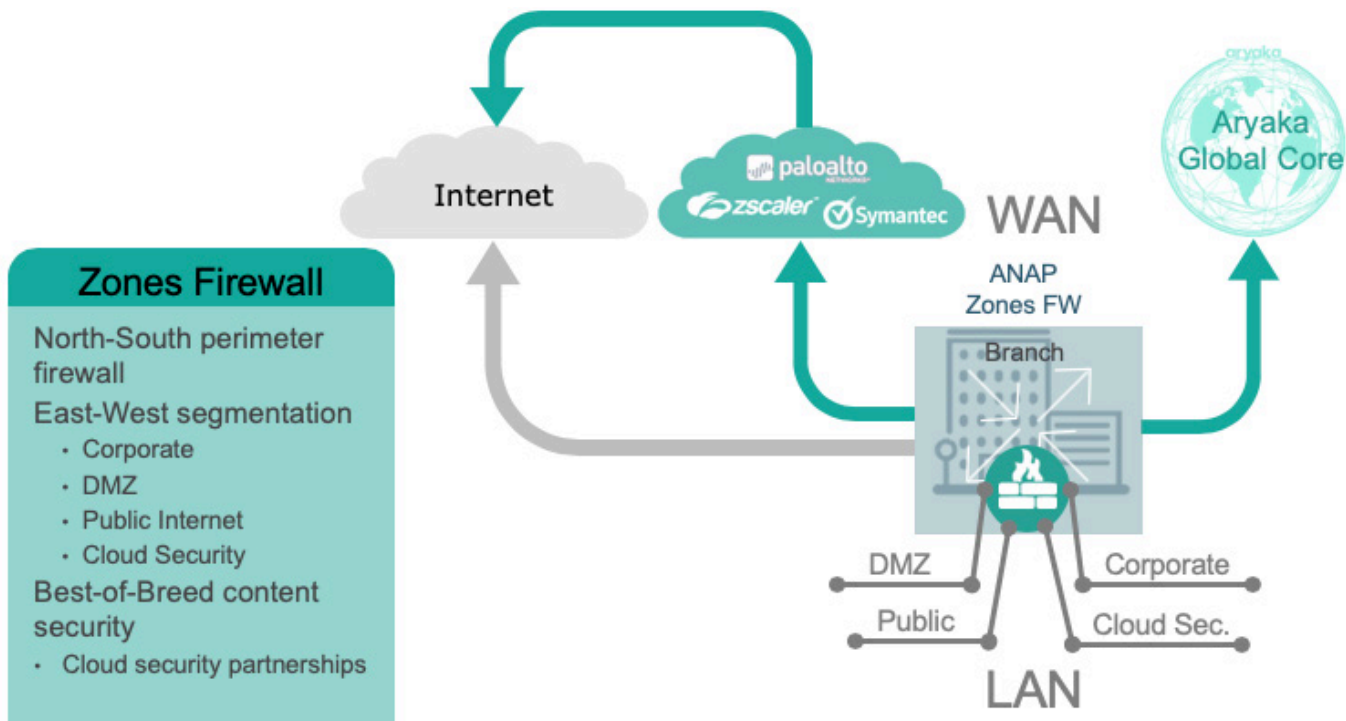 aryaka
Aryaka
Global Core
Internet
paloalto
NETWORKS
zscaler
Symantec
WAN
ANAP
Zones FW
Branch
Zones Firewall
North-South perimeter
firewall
East-West segmentation
• Corporate
• DMZ
• Public Internet
• Cloud Security
Best-of-Breed content
security
• Cloud security partnerships
DMZ
Corporate
Public
Cloud Sec.
LAN